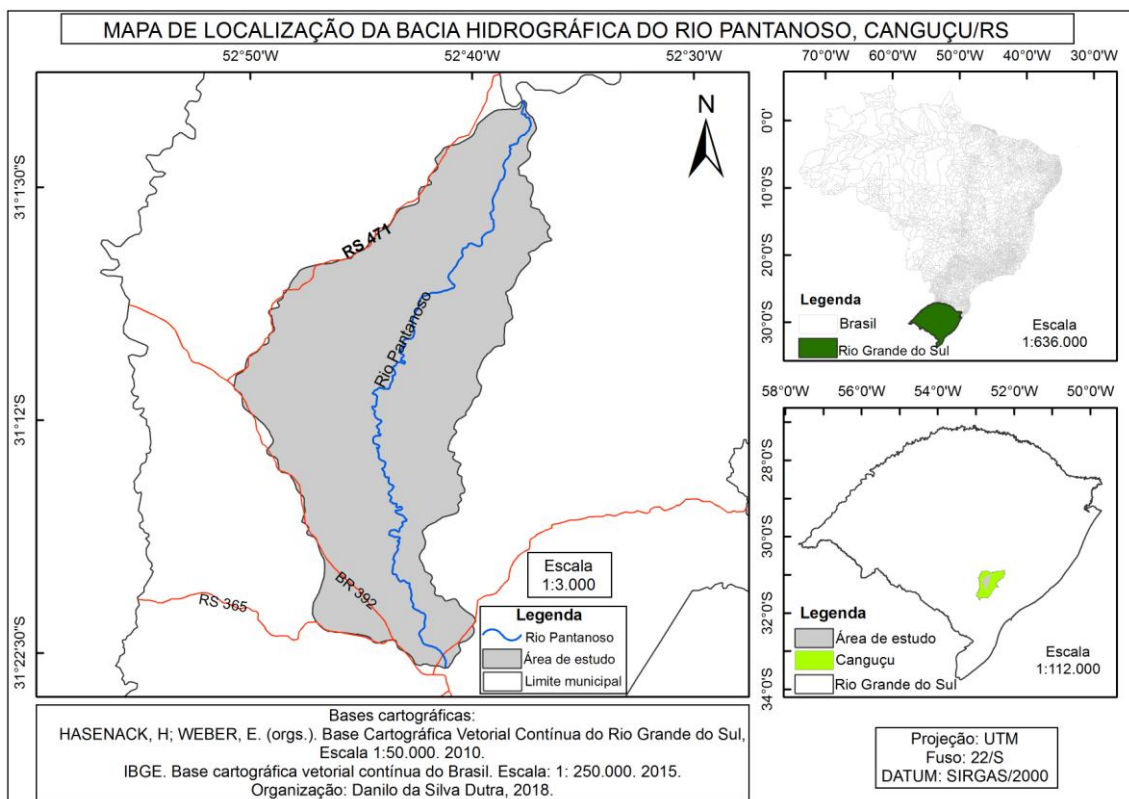 MAPA DE LOCALIZAÇÃO DA BACIA HIDROGRÁFICA DO RIO PANTANOSO, CANGUÇU/RS
52°50'W
52°40'W
52°30'W
31°1'30"S
31°12'S
31°22'30"S
N
RS 471
Rio Pantanoso
BR 392
RS 365
Escala
1:3.000
Legenda
Rio Pantanoso
Área de estudo
Limite municipal
70°0'W
60°0'W
50°0'W
40°0'W
30°0'W
0°0'
10°0'S
20°0'S
30°0'S
Legenda
Brasil
Rio Grande do Sul
Escala
1:636.000
58°0'W
56°0'W
54°0'W
52°0'W
50°0'W
28°0'S
30°0'S
32°0'S
34°0'S
Legenda
Área de estudo
Canguçu
Rio Grande do Sul
Escala
1:112.000
Bases cartográficas:
HASENACK, H; WEBER, E. (orgs.). Base Cartográfica Vetorial Contínua do Rio Grande do Sul,
Escala 1:50.000. 2010.
IBGE. Base cartográfica vetorial contínua do Brasil. Escala: 1: 250.000. 2015.
Organização: Danilo da Silva Dutra, 2018.
Projeção: UTM
Fuso: 22/S
DATUM: SIRGAS/2000